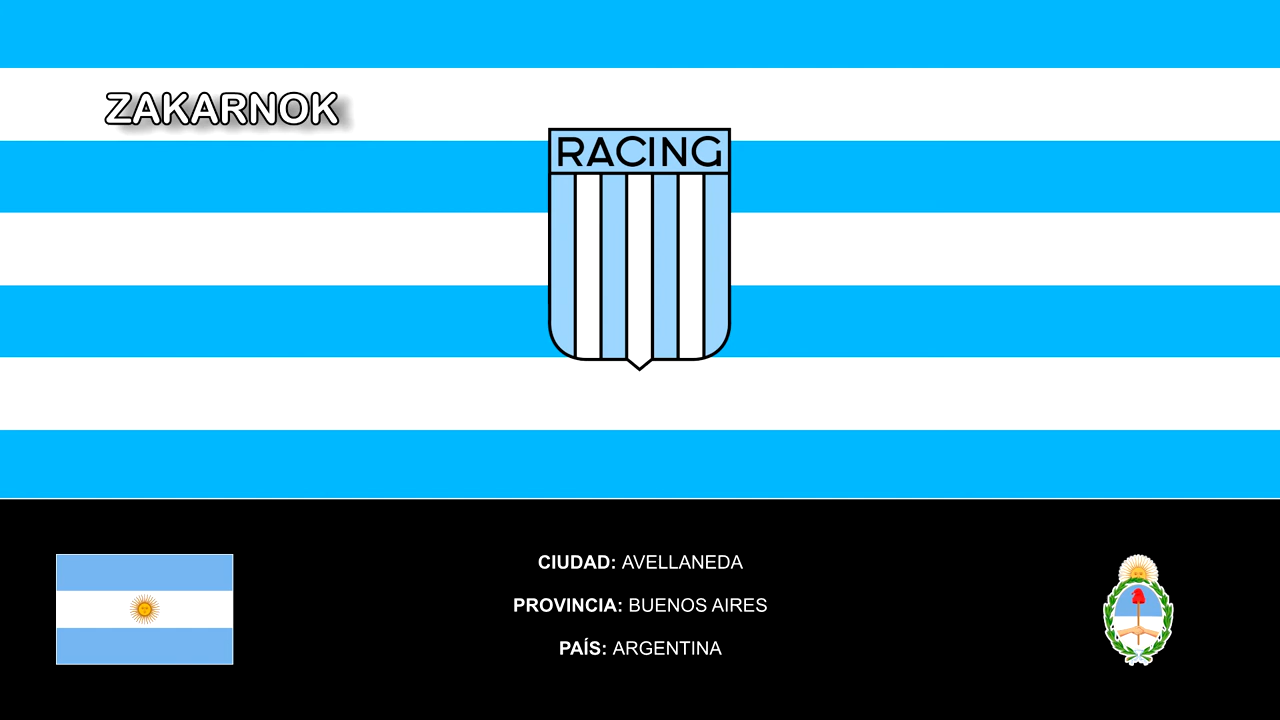 ZAKARNOK
RACING
CIUDAD: AVELLANEDA
PROVINCIA: BUENOS AIRES
PAÍS: ARGENTINA